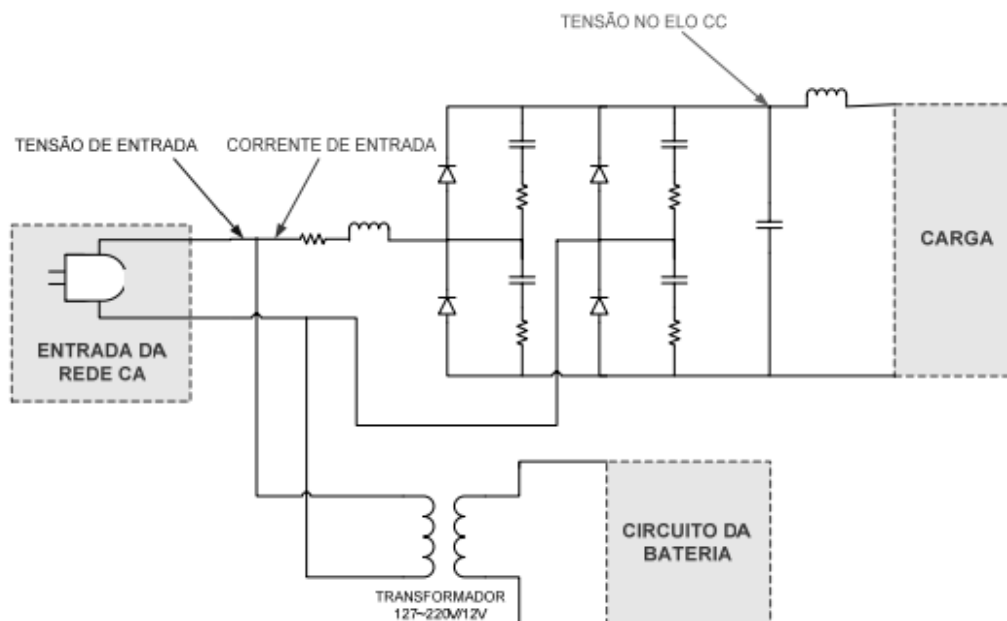 TENSÃO NO ELO CC
TENSÃO DE ENTRADA
CORRENTE DE ENTRADA
CARGA
ENTRADA DA
REDE CA
CIRCUITO DA
BATERIA
TRANSFORMADOR
127~220V/12V